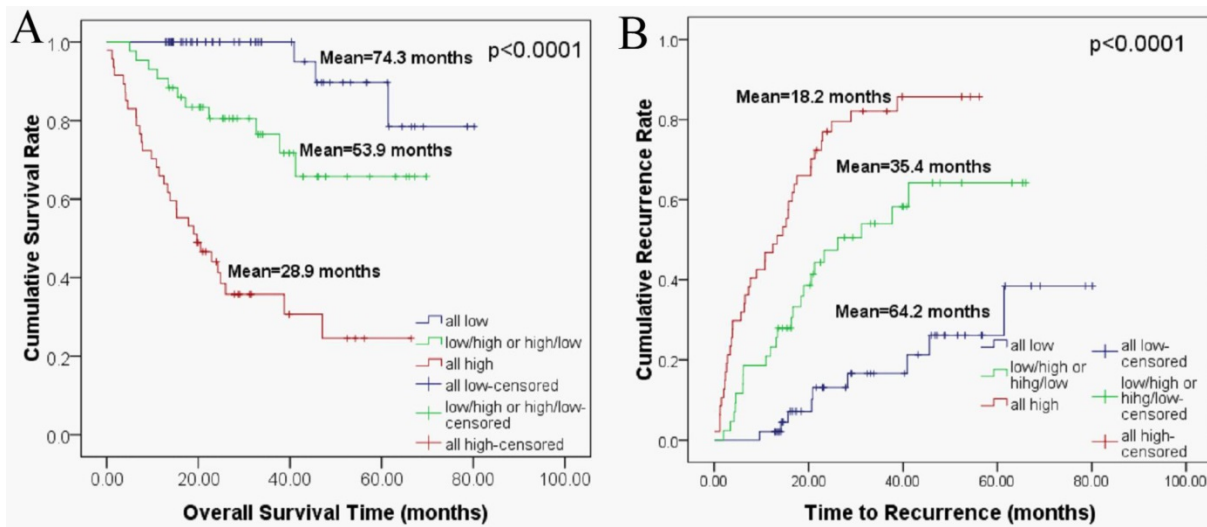 A
p<0.0001
Mean=74.3 months
Mean=53.9 months
Mean=28.9 months
Cumulative Survival Rate
1.0
0.8
0.6
0.4
0.2
0.0
all low
low/high or high/low
all high
all low-censored
low/high or high/low-
censored
all high-censored
0.00 20.00 40.00 60.00 80.00 100.00
Overall Survival Time (months)
B
p<0.0001
Mean=18.2 months
Mean=35.4 months
Mean=64.2 months
Cumulative Recurrence Rate
1.0
0.8
0.6
0.4
0.2
0.0
all low
low/high or
hihg/low
all high
all low-
censored
low/high or
hihg/low-
censored
all high-
censored
0.00 20.00 40.00 60.00 80.00 100.00
Time to Recurrence (months)